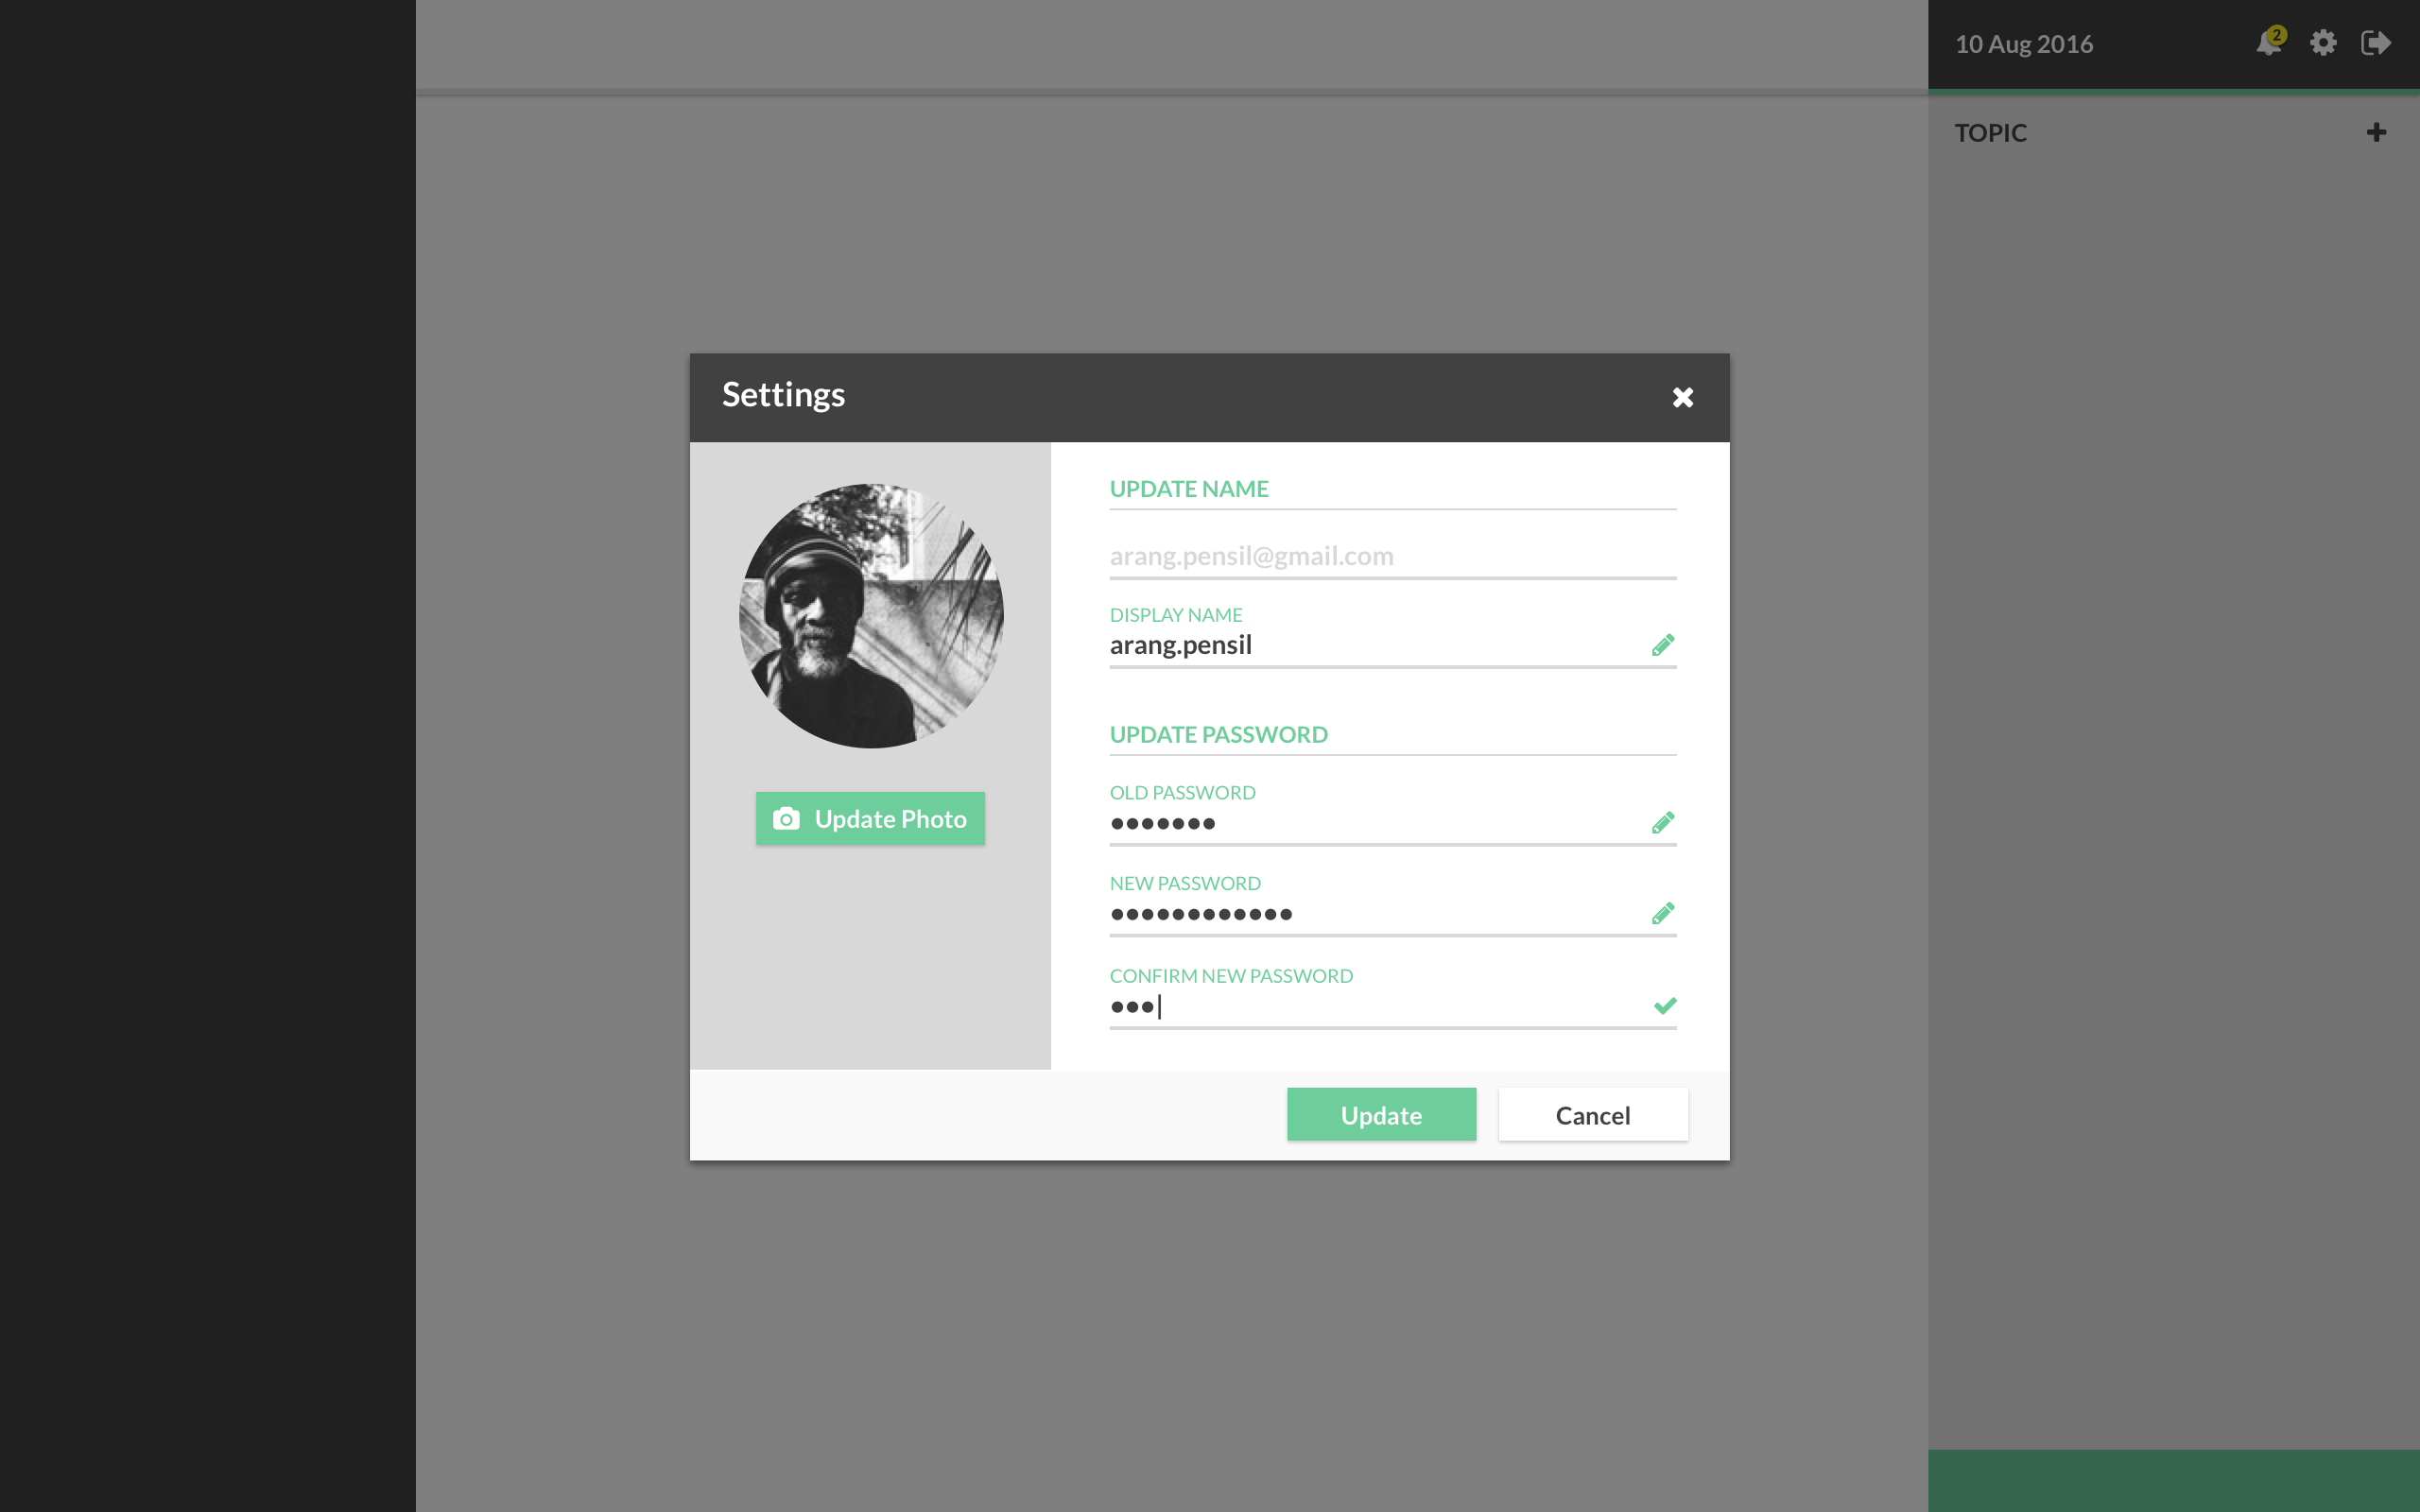 10 Aug 2016
2
TOPIC
Settings
UPDATE NAME
arang.pensil@gmail.com
DISPLAY NAME
arang.pensil
UPDATE PASSWORD
OLD PASSWORD
•••••••
NEW PASSWORD
••••••••••••
CONFIRM NEW PASSWORD
•••
Update Photo
Update
Cancel